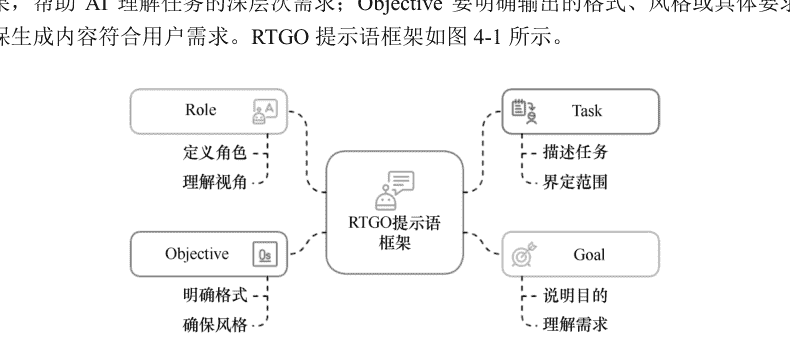 果，帮助 AI 理解任务的深层次需求；Objective 要明确输出的格式、风格或具体要求
保生成内容符合用户需求。RTGO 提示语框架如图 4-1 所示。
Role
A
Task
定义角色
描述任务
理解视角
界定范围
RTGO提示语
框架
Objective
Goal
明确格式
说明目的
确保风格
理解需求